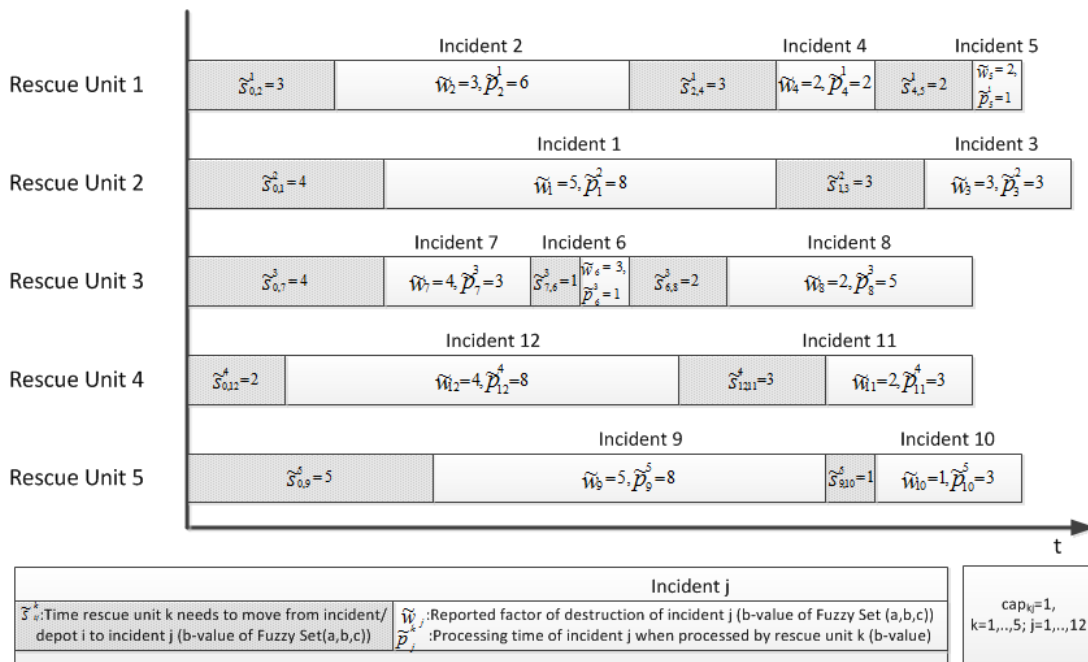 Incident 2 Incident 4 Incident 5
Rescue Unit 1 s̃¹₀,₂=3 w̃₂=3, p̃¹₂=6 s̃¹₂,₄=3 w̃₄=2, p̃¹₄=2 s̃¹₄,₅=2 w̃₅=2, p̃¹₅=1
Incident 1 Incident 3
Rescue Unit 2 s̃²₀,₁=4 w̃₁=5, p̃²₁=8 s̃²₁₃=3 w̃₃=3, p̃²₃=3
Incident 7 Incident 6 Incident 8
Rescue Unit 3 s̃³₀,₇=4 w̃₇=4, p̃³₇=3 s̃³₇,₆=1 w̃₆=3, p̃³₆=1 s̃³₆,₈=2 w̃₈=2, p̃³₈=5
Incident 12 Incident 11
Rescue Unit 4 s̃⁴₀,₁₂=2 w̃₁₂=4, p̃⁴₁₂=8 s̃⁴₁₂₁₁=3 w̃₁₁=2, p̃⁴₁₁=3
Incident 9 Incident 10
Rescue Unit 5 s̃⁵₀,₉=5 w̃₉=5, p̃⁵₉=8 s̃⁵₉,₁₀=1 w̃₁₀=1, p̃⁵₁₀=3
t
Incident j
s̃ᵏᵢⱼ:Time rescue unit k needs to move from incident/
depot i to incident j (b-value of Fuzzy Set(a,b,c))
w̃ⱼ:Reported factor of destruction of incident j (b-value of Fuzzy Set (a,b,c))
p̃ᵏⱼ:Processing time of incident j when processed by rescue unit k (b-value)
capₖⱼ=1,
k=1,..,5; j=1,..,12